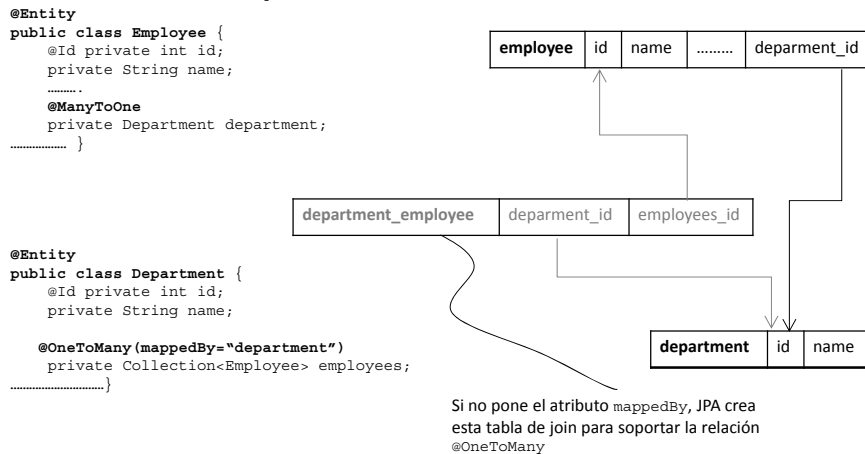 @Entity
public class Employee {
@Id private int id;
private String name;
……….
@ManyToOne
private Department department;
……………… }
employee id name ……… deparment_id
department_employee deparment_id employees_id
@Entity
public class Department {
@Id private int id;
private String name;
@OneToMany(mappedBy=“department”)
private Collection<Employee> employees;
…………………………}
department id name
Si no pone el atributo mappedBy, JPA crea
esta tabla de join para soportar la relación
@OneToMany